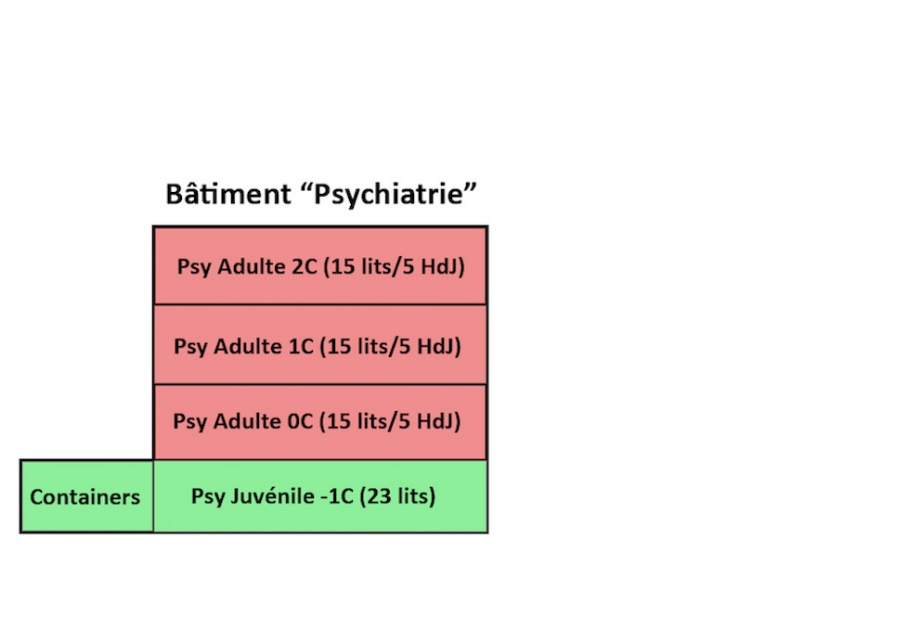 Bâtiment “Psychiatrie”
Psy Adulte 2C (15 lits/5 HdJ)
Psy Adulte 1C (15 lits/5 HdJ)
Psy Adulte 0C (15 lits/5 HdJ)
Containers
Psy Juvénile -1C (23 lits)